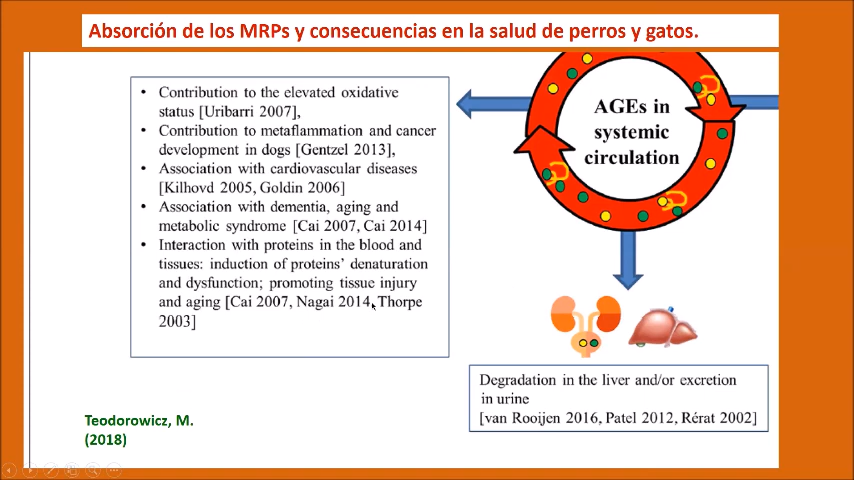 Absorción de los MRPs y consecuencias en la salud de perros y gatos.
• Contribution to the elevated oxidative
status [Uribarri 2007],
• Contribution to metaflammation and cancer
development in dogs [Gentzel 2013],
• Association with cardiovascular diseases
[Kilhovd 2005, Goldin 2006]
• Association with dementia, aging and
metabolic syndrome [Cai 2007, Cai 2014]
• Interaction with proteins in the blood and
tissues: induction of proteins’ denaturation
and dysfunction; promoting tissue injury
and aging [Cai 2007, Nagai 2014, Thorpe
2003]
AGEs in
systemic
circulation
Degradation in the liver and/or excretion
in urine
[van Rooijen 2016, Patel 2012, Rérat 2002]
Teodorowicz, M.
(2018)